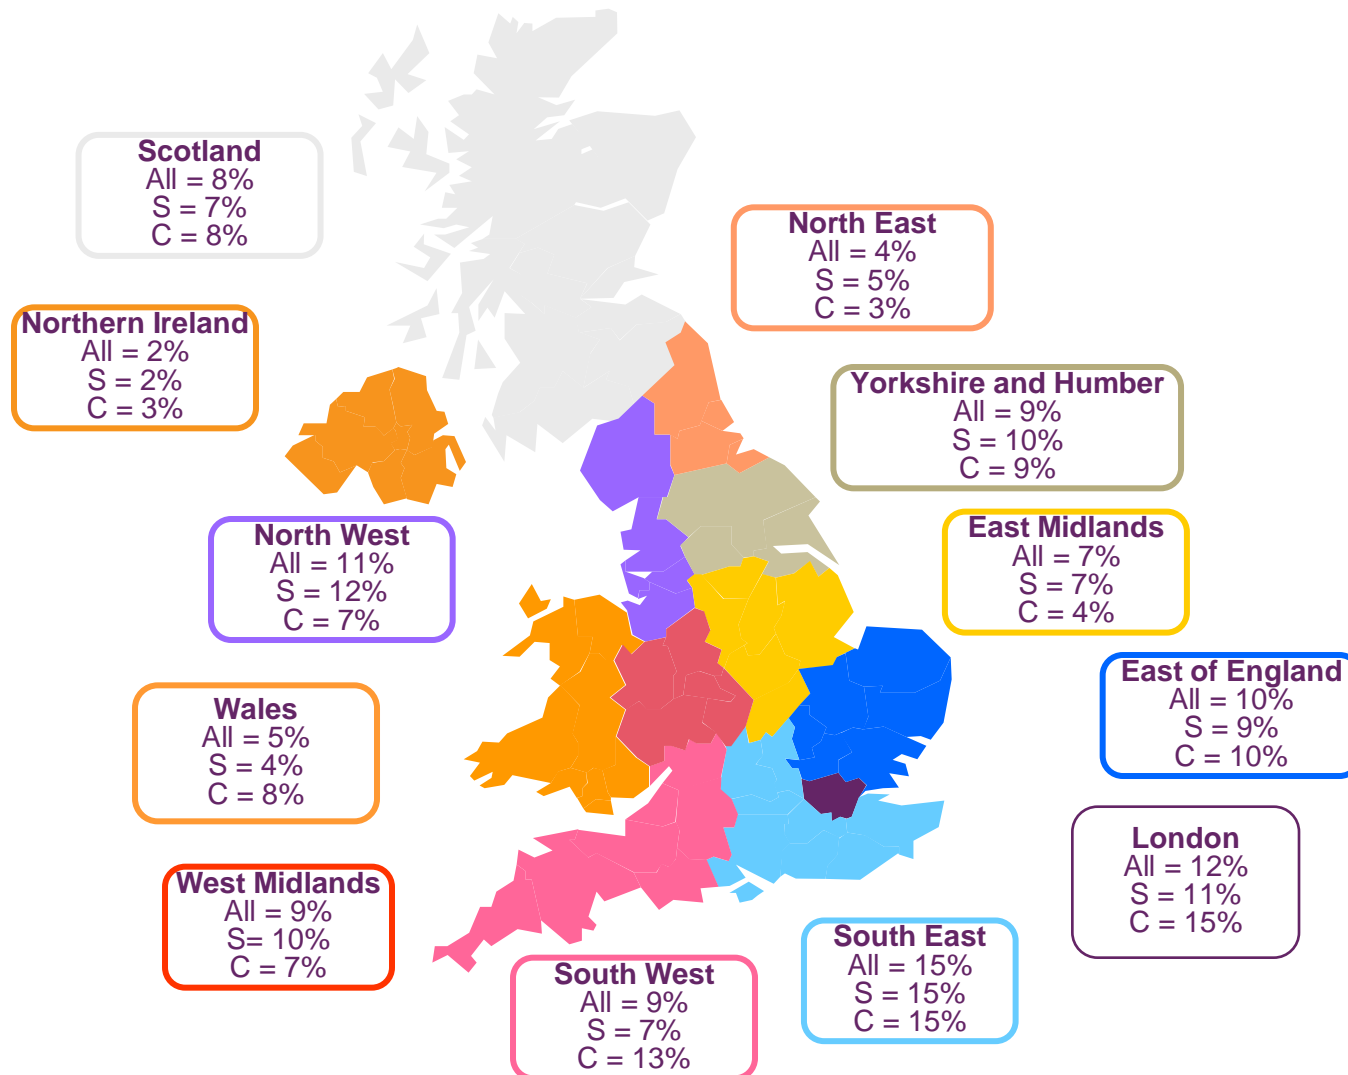 Scotland
All = 8%
S = 7%
C = 8%
North East
All = 4%
S = 5%
C = 3%
Northern Ireland
All = 2%
S = 2%
C = 3%
Yorkshire and Humber
All = 9%
S = 10%
C = 9%
North West
All = 11%
S = 12%
C = 7%
East Midlands
All = 7%
S = 7%
C = 4%
East of England
All = 10%
S = 9%
C = 10%
Wales
All = 5%
S = 4%
C = 8%
London
All = 12%
S = 11%
C = 15%
West Midlands
All = 9%
S= 10%
C = 7%
South East
All = 15%
S = 15%
C = 15%
South West
All = 9%
S = 7%
C = 13%